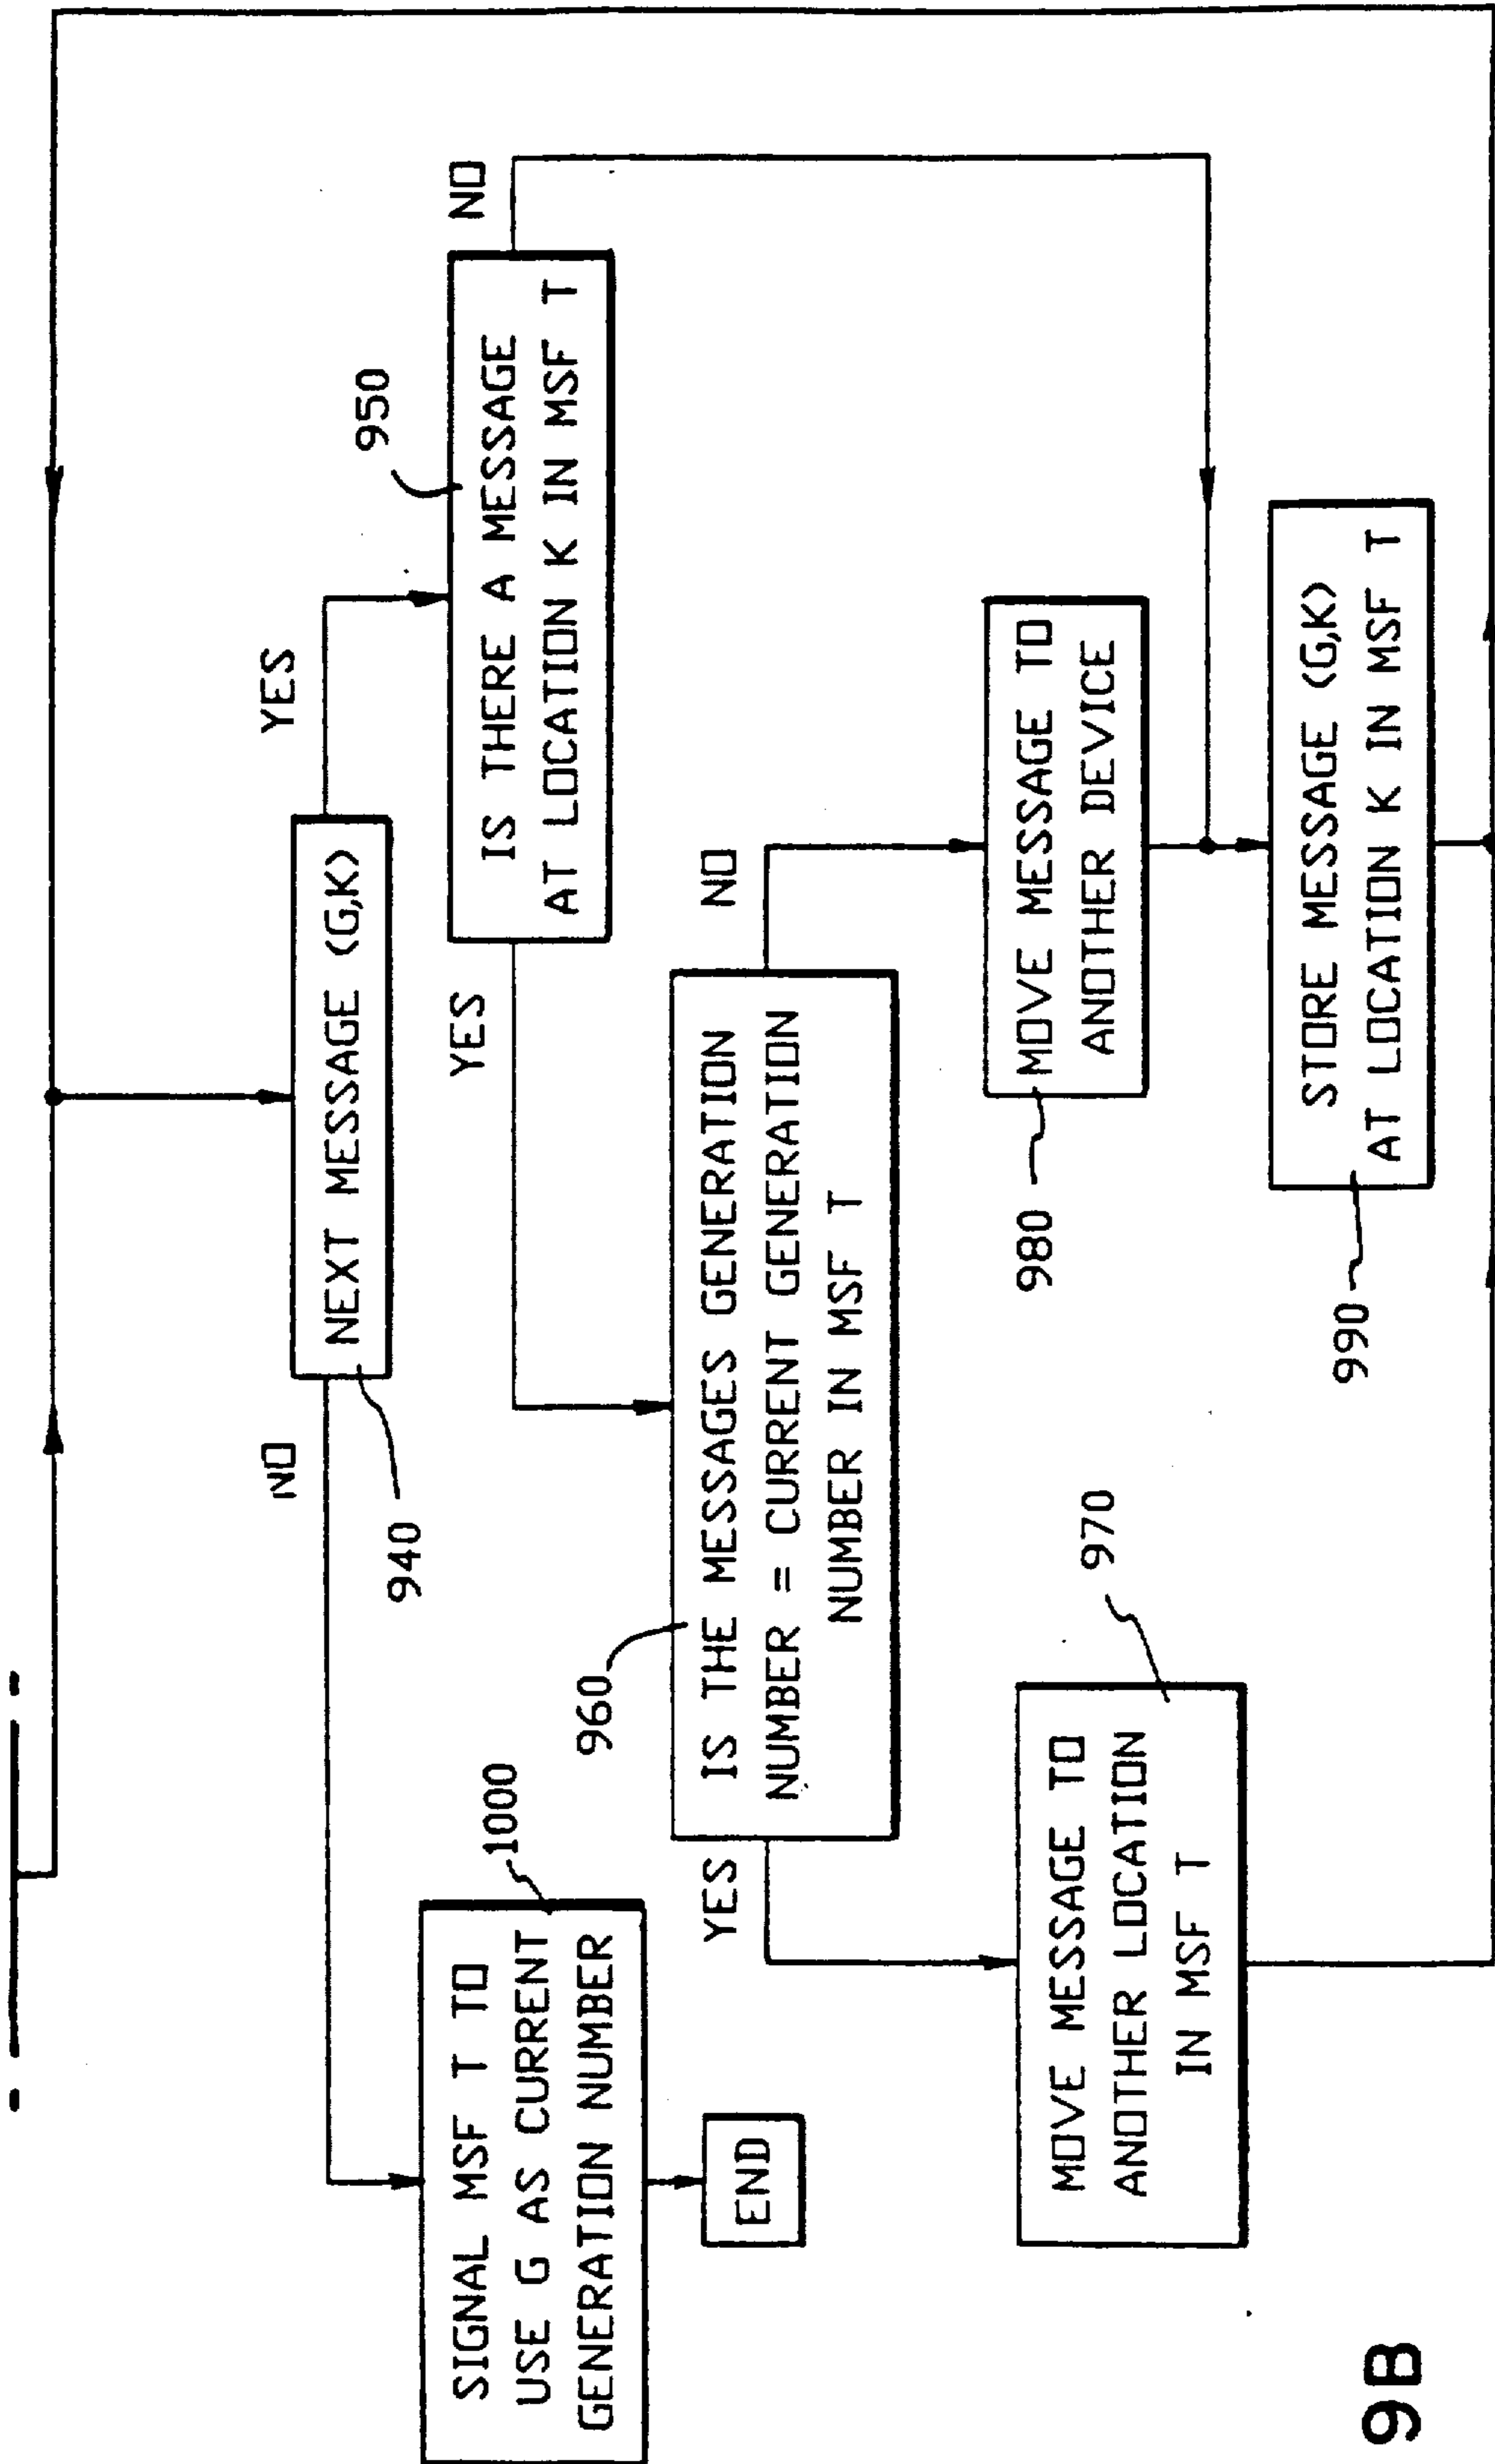 NEXT MESSAGE (G,K)
NO
YES
940
IS THERE A MESSAGE
AT LOCATION K IN MSF T
950
YES
NO
SIGNAL MSF T TO
USE G AS CURRENT
GENERATION NUMBER
1000
END
IS THE MESSAGES GENERATION
NUMBER = CURRENT GENERATION
NUMBER IN MSF T
960
YES
NO
MOVE MESSAGE TO
ANOTHER LOCATION
IN MSF T
970
MOVE MESSAGE TO
ANOTHER DEVICE
980
STORE MESSAGE (G,K)
AT LOCATION K IN MSF T
990
9B